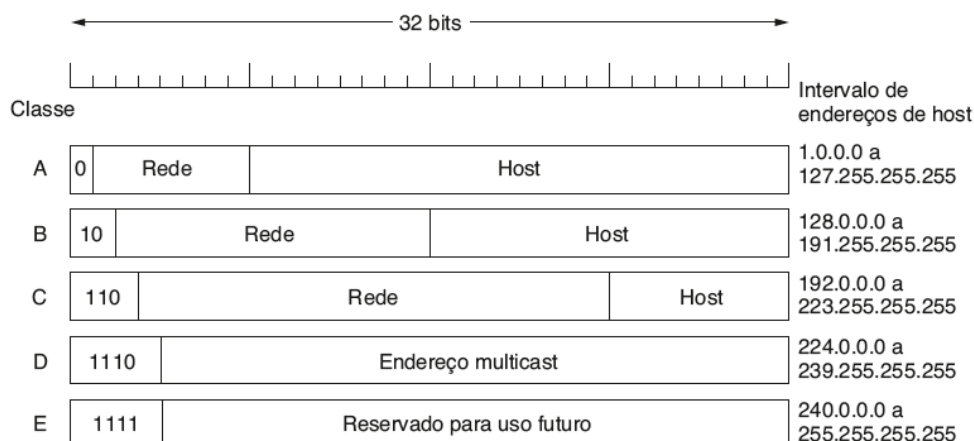 32 bits
Intervalo de
endereços de host
Classe
A 0 Rede Host 1.0.0.0 a
127.255.255.255
B 10 Rede Host 128.0.0.0 a
191.255.255.255
C 110 Rede Host 192.0.0.0 a
223.255.255.255
D 1110 Endereço multicast 224.0.0.0 a
239.255.255.255
E 1111 Reservado para uso futuro 240.0.0.0 a
255.255.255.255